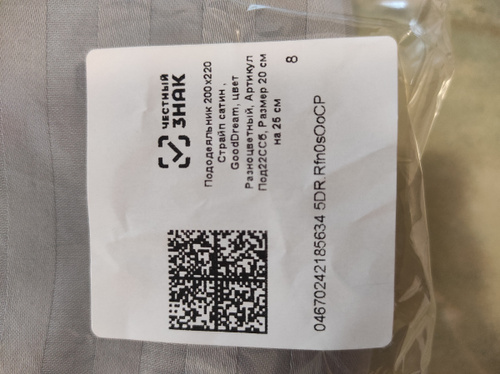 ЧЕСТНЫЙ
ЗНАК
Пододеяльник 200х220
Страйп сатин ,
GoodDream, цвет
Разноцветный, Артикул
Под22ССб, Размер 20 см
на 25 см
8
04670242185634 5DR.Rfn0sOoCP